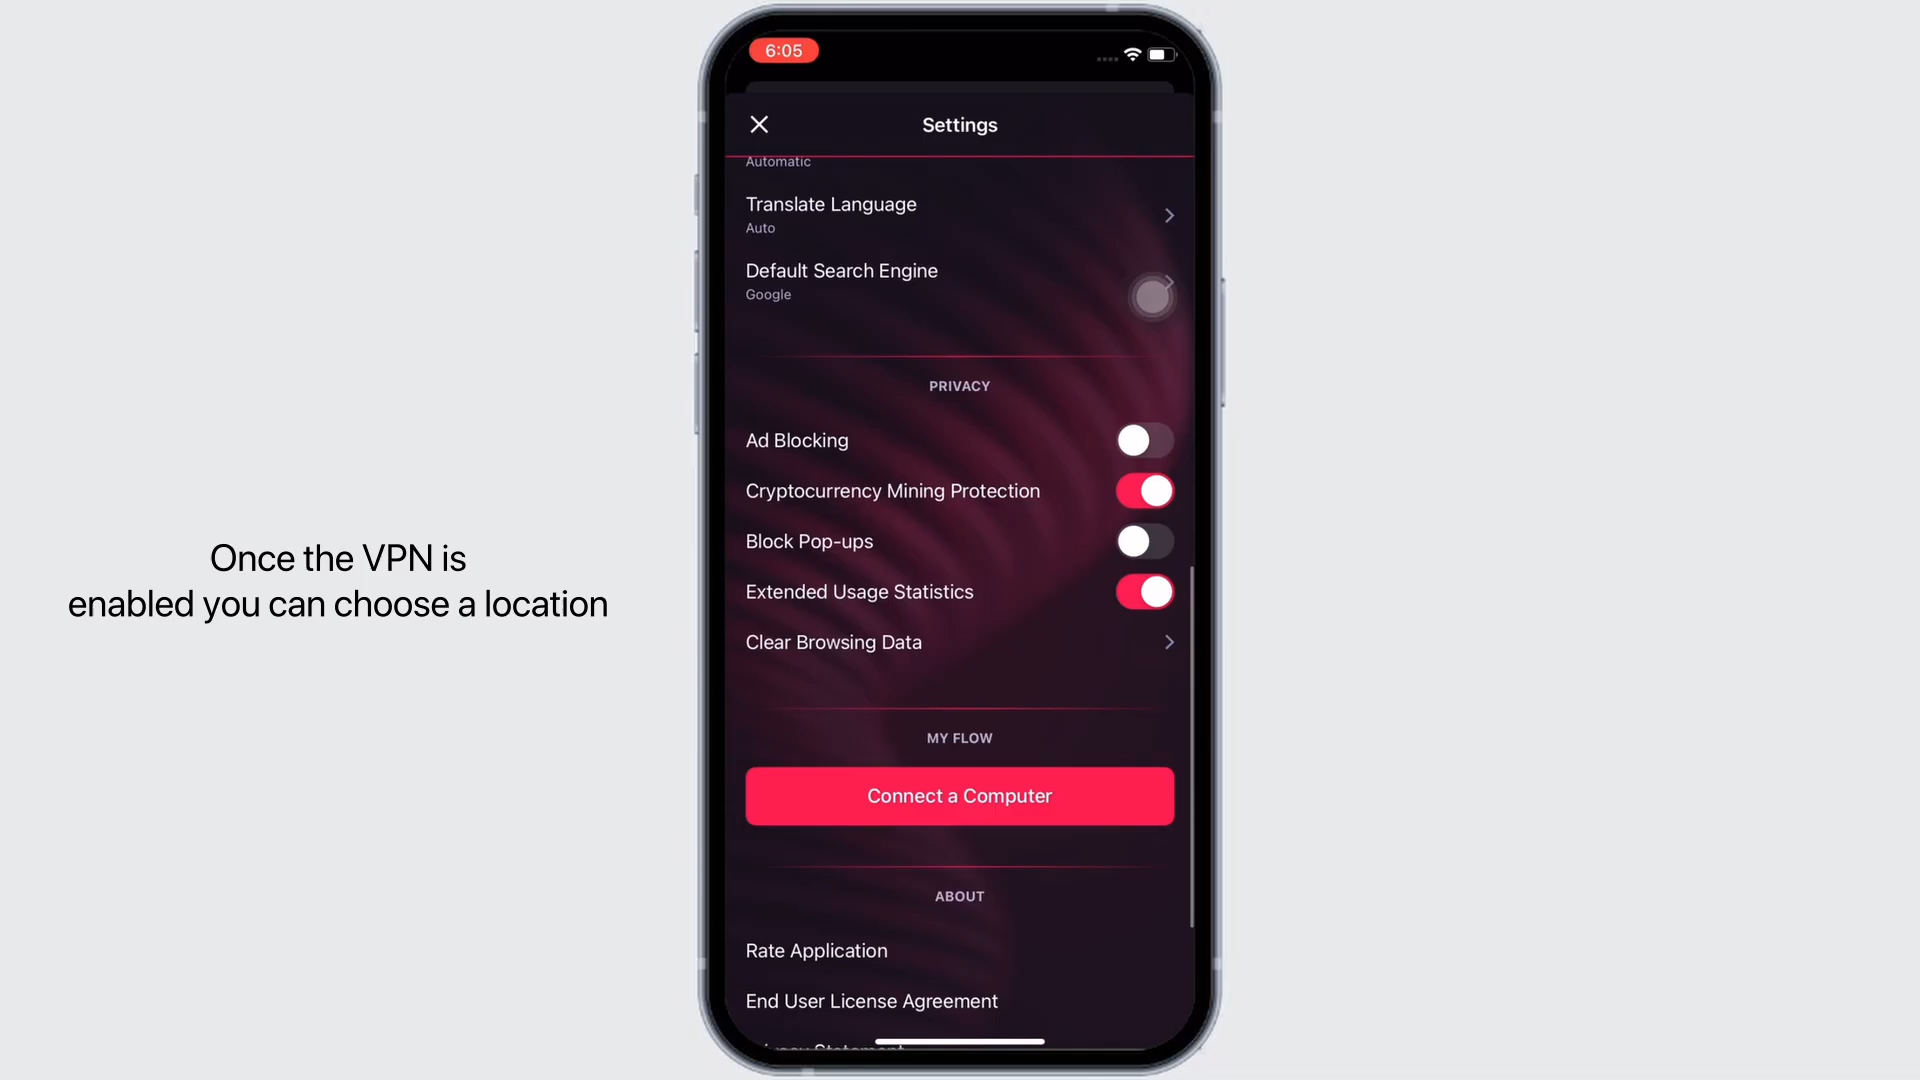 Once the VPN is
enabled you can choose a location
6:05
Settings
Automatic
Translate Language
Auto
Default Search Engine
Google
PRIVACY
Ad Blocking
Cryptocurrency Mining Protection
Block Pop-ups
Extended Usage Statistics
Clear Browsing Data
MY FLOW
Connect a Computer
ABOUT
Rate Application
End User License Agreement
Statement